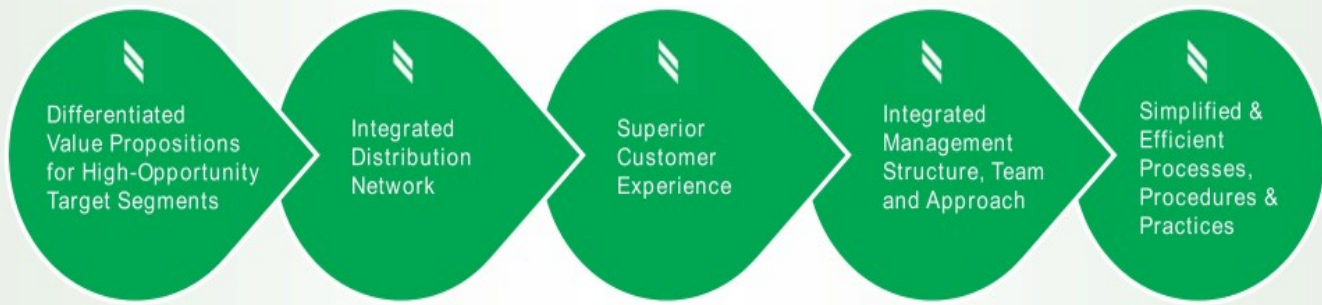 Differentiated
Value Propositions
for High-Opportunity
Target Segments
Integrated
Distribution
Network
Superior
Customer
Experience
Integrated
Management
Structure, Team
and Approach
Simplified &
Efficient
Processes,
Procedures &
Practices